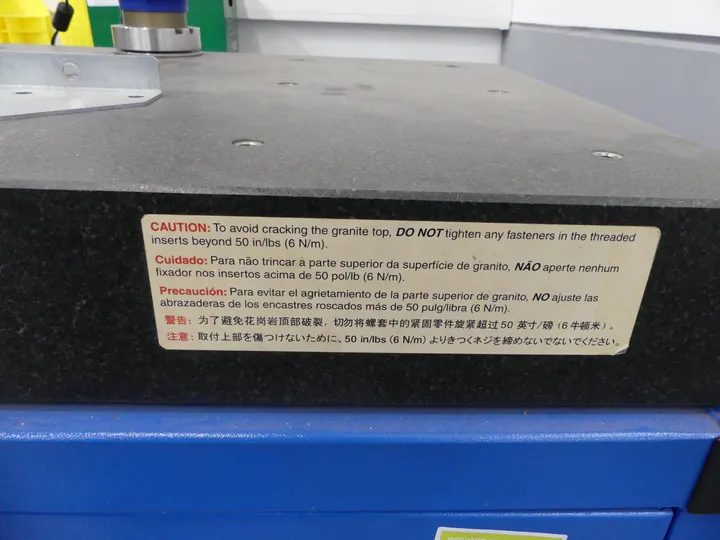 CAUTION: To avoid cracking the granite top, DO NOT tighten any fasteners in the threaded
inserts beyond 50 in/lbs (6 N/m).
Cuidado: Para não trincar a parte superior da superfície de granito, NÃO aperte nenhum
fixador nos insertos acima de 50 pol/lb (6 N/m).
Precaución: Para evitar el agrietamiento de la parte superior de granito, NO ajuste las
abrazaderas de los encastres roscados más de 50 pulg/libra (6 N/m).
警告: 为了避免花岗岩顶部破裂, 切勿将螺套中的紧固零件旋紧超过 50 英寸/磅 (6 牛顿米) 。
注意: 取付上部を傷つけないために、50 in/lbs (6 N/m) よりきつくネジを締めないでないでください。